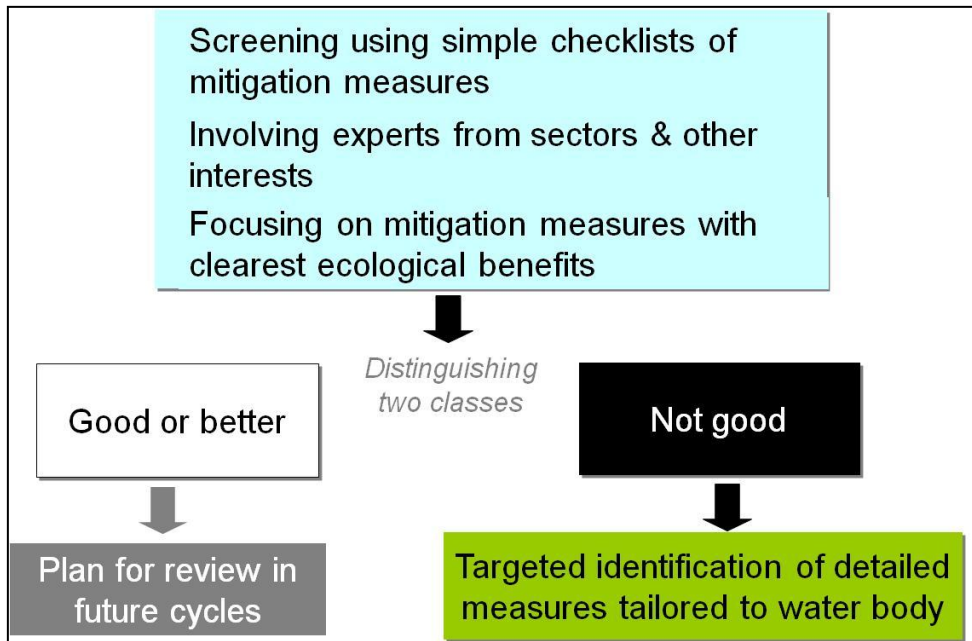 Screening using simple checklists of
mitigation measures
Involving experts from sectors & other
interests
Focusing on mitigation measures with
clearest ecological benefits
Distinguishing
two classes
Good or better
Not good
Plan for review in
future cycles
Targeted identification of detailed
measures tailored to water body